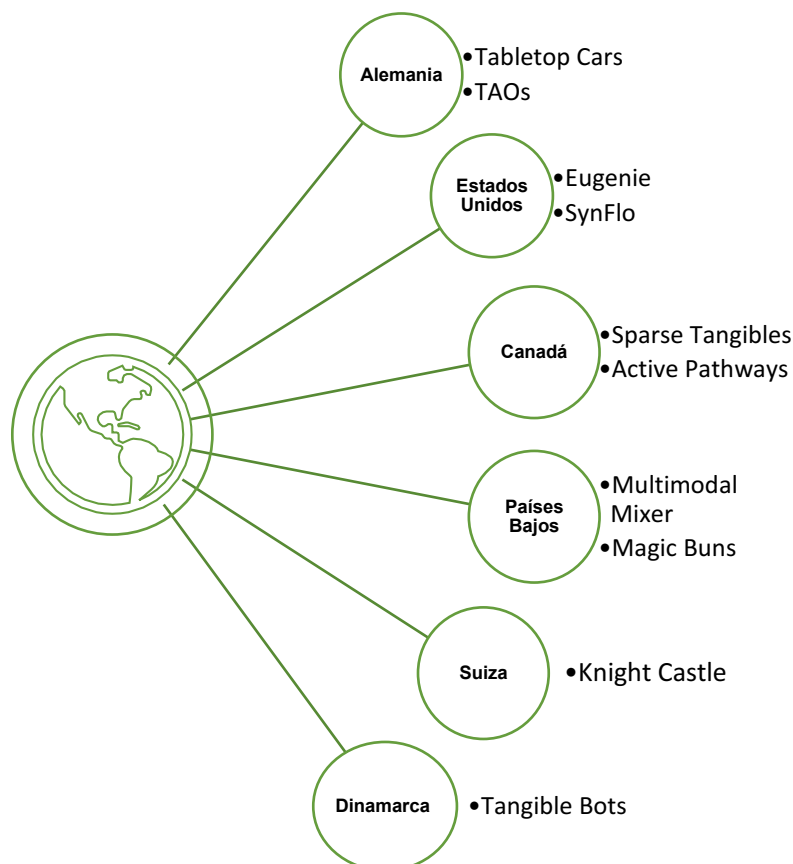 Alemania
•Tabletop Cars
•TAOs
Estados
Unidos
•Eugenie
•SynFlo
Canadá
•Sparse Tangibles
•Active Pathways
Países
Bajos
•Multimodal
Mixer
•Magic Buns
Suiza
•Knight Castle
Dinamarca
•Tangible Bots